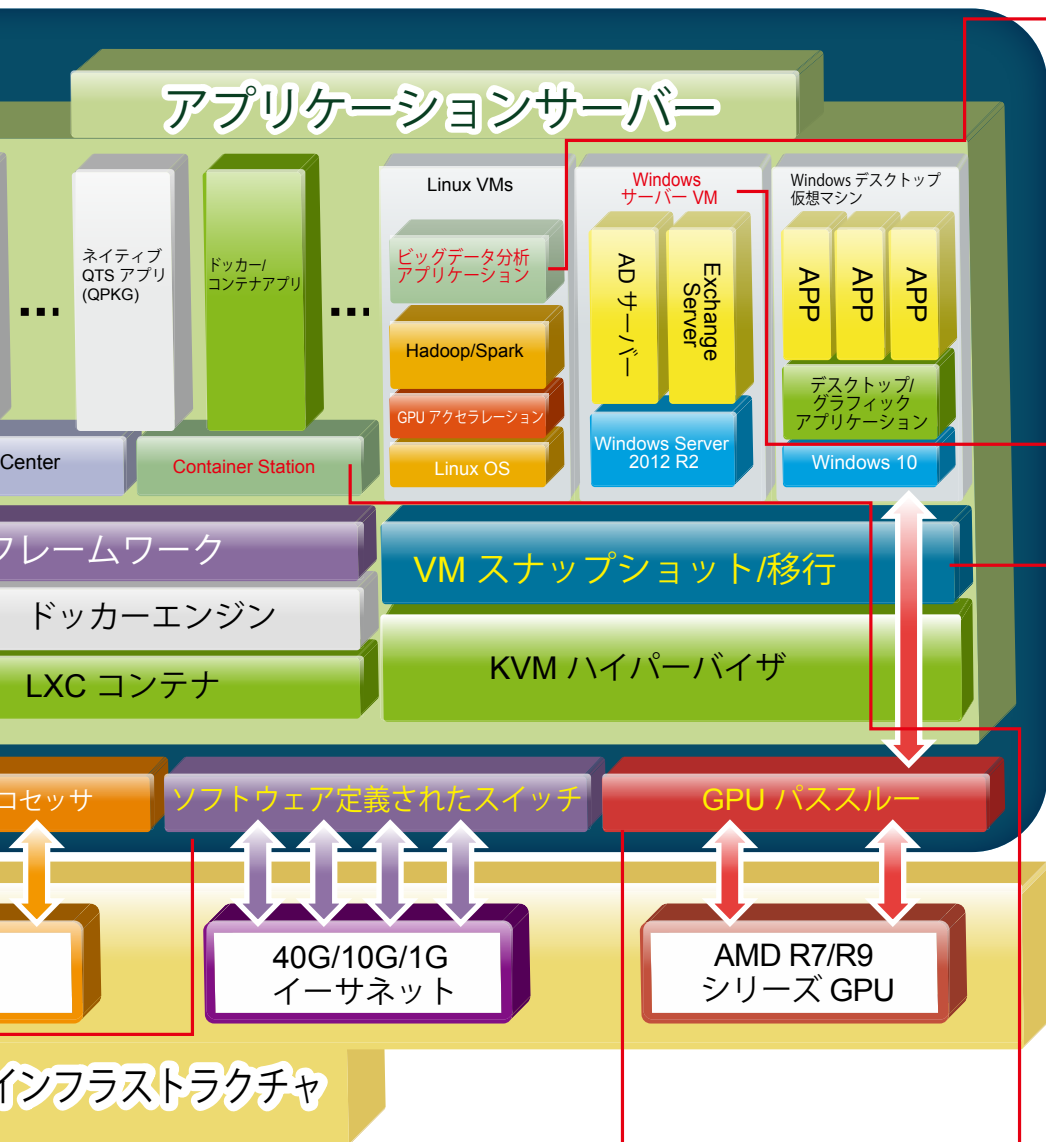 アプリケーションサーバー
...
ネイティブ
QTS アプリ
(QPKG)
ドッカー/
コンテナアプリ
...
Linux VMs
ビッグデータ分析
アプリケーション
Hadoop/Spark
GPU アクセラレーション
Linux OS
Windows
サーバー VM
AD サーバー
Exchange
Server
Windows Server
2012 R2
Windows デスクトップ
仮想マシン
APP
APP
APP
デスクトップ/
グラフィック
アプリケーション
Windows 10
Center
Container Station
フレームワーク
ドッカーエンジン
LXC コンテナ
VM スナップショット/移行
KVM ハイパーバイザ
ロセッサ
ソフトウェア定義されたスイッチ
GPU パススルー
40G/10G/1G
イーサネット
AMD R7/R9
シリーズ GPU
インフラストラクチャ